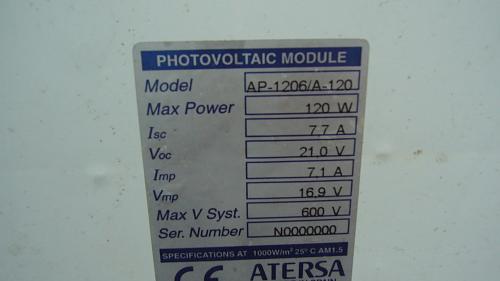 PHOTOVOLTAIC MODULE
Model AP-1206/A-120
Max Power 120 W
Isc 7.7 A
Voc 21,0 V
Imp 7.1 A
Vmp 16,9 V
Max V Syst. 600 V
Ser. Number N0000000
SPECIFICATIONS AT 1000W/m² 25º C AM1.5
CE ATERSA